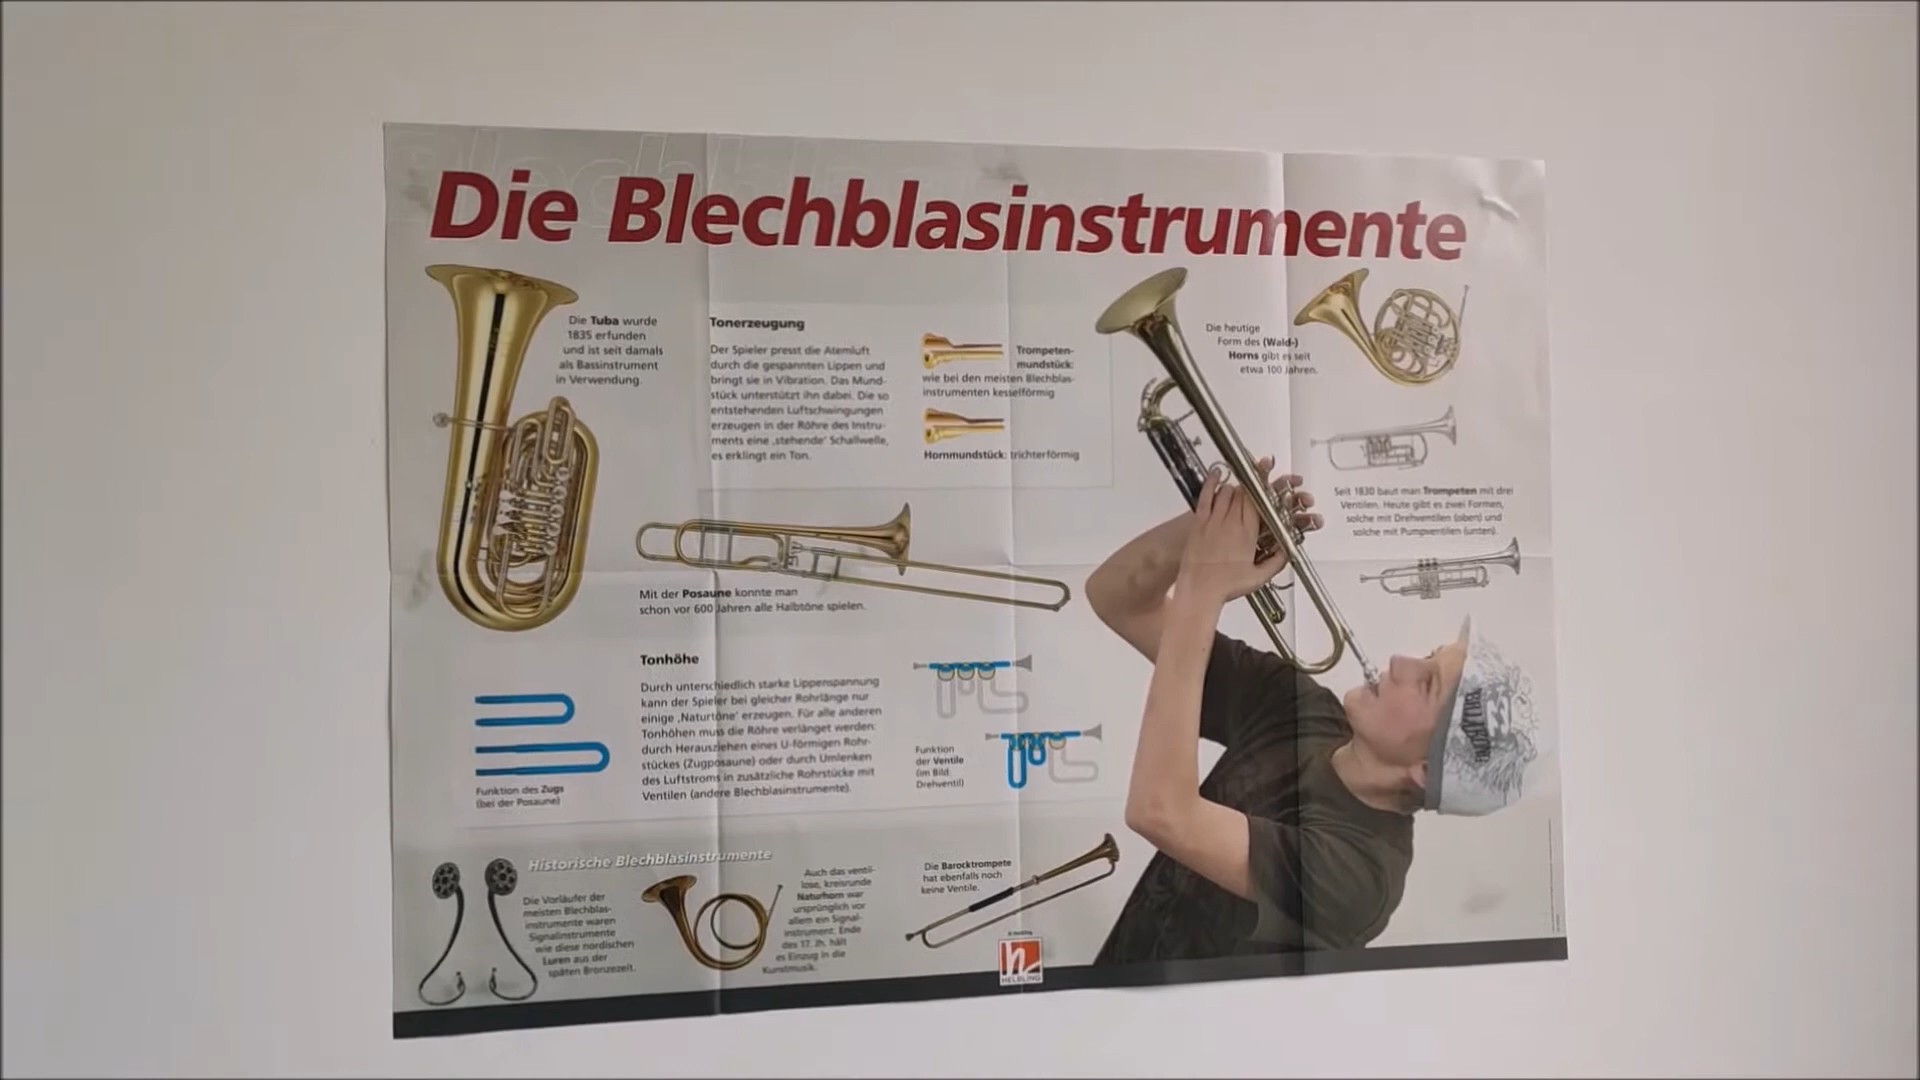 Die Blechblasinstrumente
Die Tuba wurde
1835 erfunden
und ist seit damals
als Bassinstrument
in Verwendung.
Tonerzeugung
Der Spieler presst die Atemluft
durch die gespannten Lippen und
bringt sie in Vibration. Das Mund-
stück unterstützt ihn dabei. Die so
entstehenden Luftschwingungen
erzeugen in der Röhre des Instru-
ments eine ‚stehende' Schallwelle,
es erklingt ein Ton.
Trompeten-
mundstück:
wie bei den meisten Blechblas-
instrumenten kesselförmig
Hornmundstück: trichterförmig
Die heutige
Form des (Wald-)
Horns gibt es seit
etwa 100 Jahren.
Seit 1830 baut man Trompeten mit drei
Ventilen. Heute gibt es zwei Formen,
solche mit Drehventilen (oben) und
solche mit Pumpventilen (unten).
Mit der Posaune konnte man
schon vor 600 Jahren alle Halbtöne spielen.
Tonhöhe
Durch unterschiedlich starke Lippenspannung
kann der Spieler bei gleicher Rohrlänge nur
einige ‚Naturtöne' erzeugen. Für alle anderen
Tonhöhen muss die Röhre verlänget werden:
durch Herausziehen eines U-förmigen Rohr-
stückes (Zugposaune) oder durch Umlenken
des Luftstroms in zusätzliche Rohrstücke mit
Ventilen (andere Blechblasinstrumente).
Funktion des Zugs
(bei der Posaune)
Funktion
der Ventile
(im Bild:
Drehventil)
Historische Blechblasinstrumente
Die Vorläufer der
meisten Blechblas-
instrumente waren
Signalinstrumente
wie diese nordischen
Luren aus der
späten Bronzezeit.
Auch das ventil-
lose, kreisrunde
Naturhorn war
ursprünglich vor
allem ein Signal-
instrument. Ende
des 17. Jh. hält
es Einzug in die
Kunstmusik.
Die Barocktrompete
hat ebenfalls noch
keine Ventile.
© Helbling
h
HELBLING